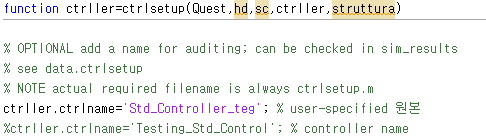 function ctrller=ctrlsetup(Quest,hd,sc,ctrller,struttura)
% OPTIONAL add a name for auditing; can be checked in sim_results
% see data.ctrlsetup
% NOTE actual required filename is always ctrlsetup.m
ctrller.ctrlname='Std_Controller_teg'; % user-specified 원본
%ctrller.ctrlname='Testing_Std_Control'; % controller name